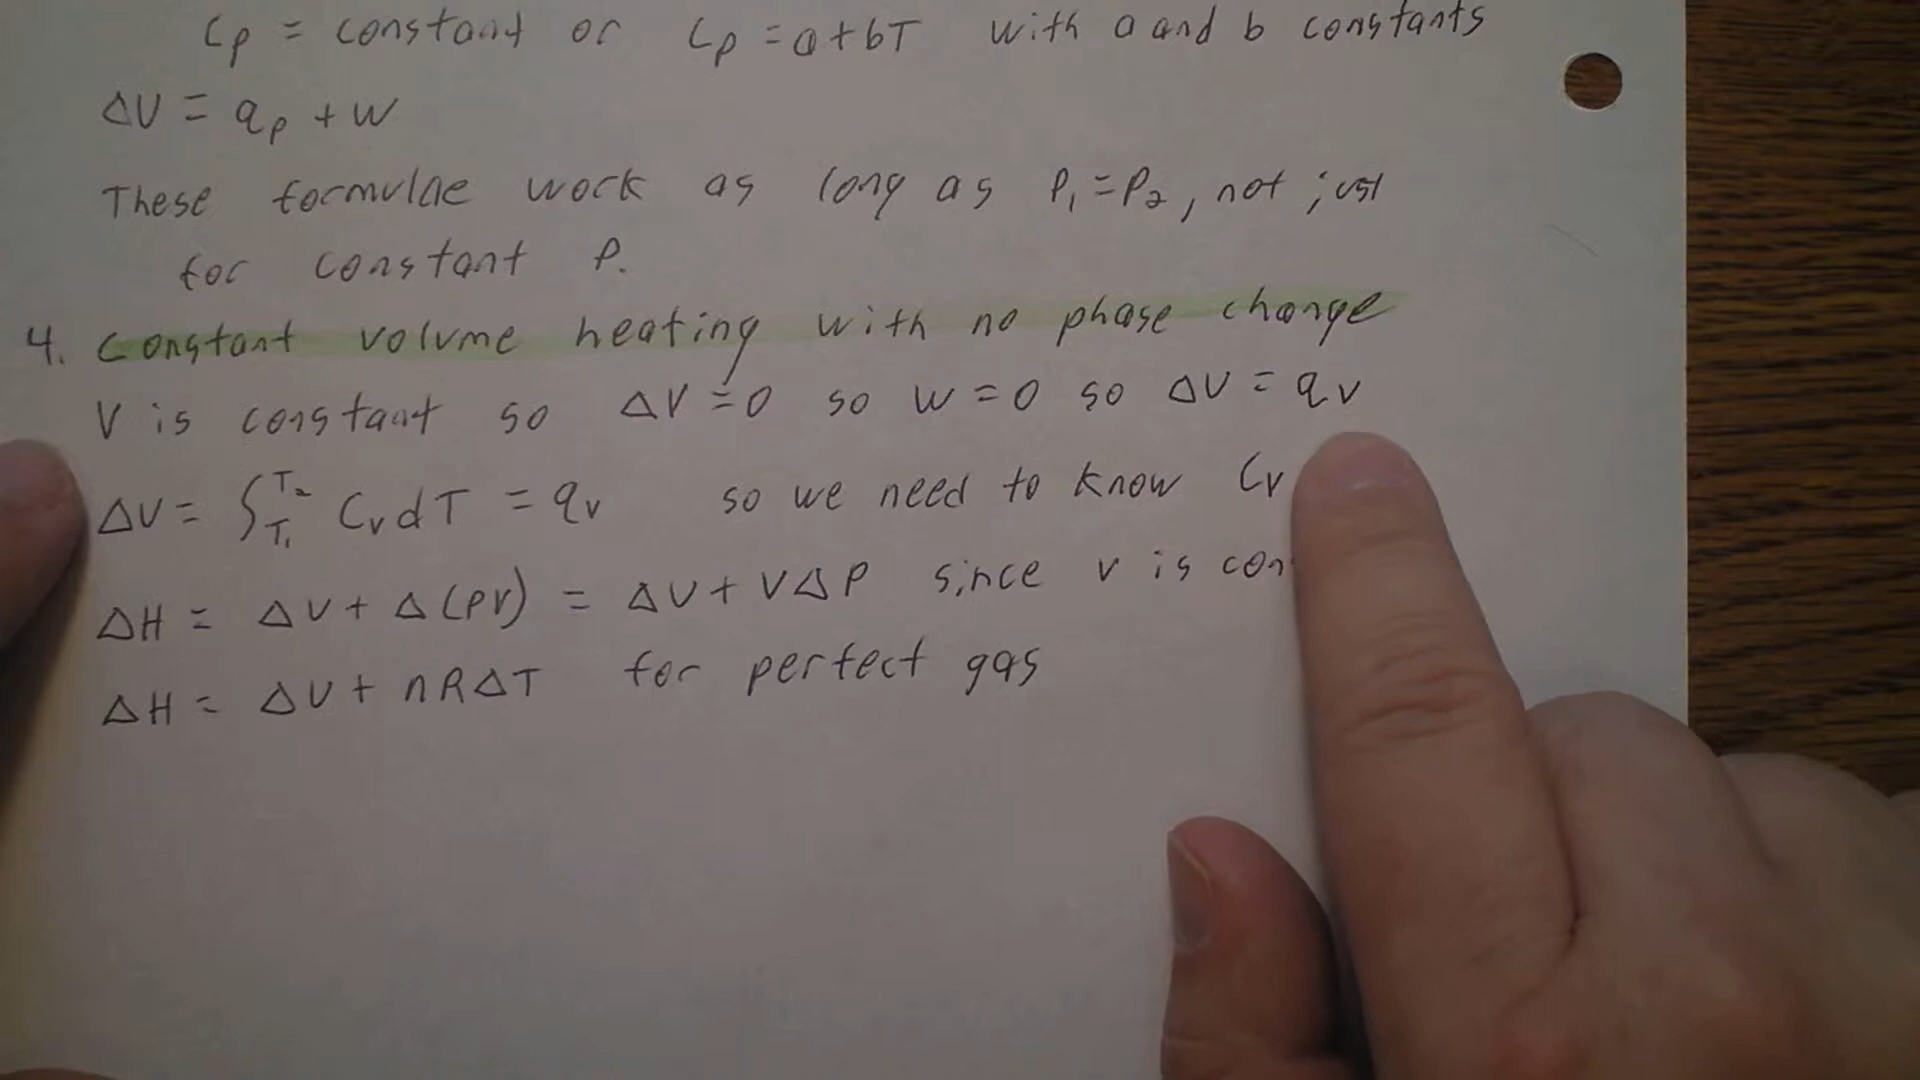 Cp = constant or Cp = a + bT with a and b constants
ΔU = qp + w
These formulae work as long as P₁ = P₂, not just
for constant P.
4. Constant volume heating with no phase change
V is constant so ΔV = 0 so w = 0 so ΔU = qv
ΔU = ∫T₁T₂ Cv dT = qv so we need to know Cv
ΔH = ΔU + Δ(PV) = ΔU + VΔP since V is con
ΔH = ΔU + nRΔT for perfect gas